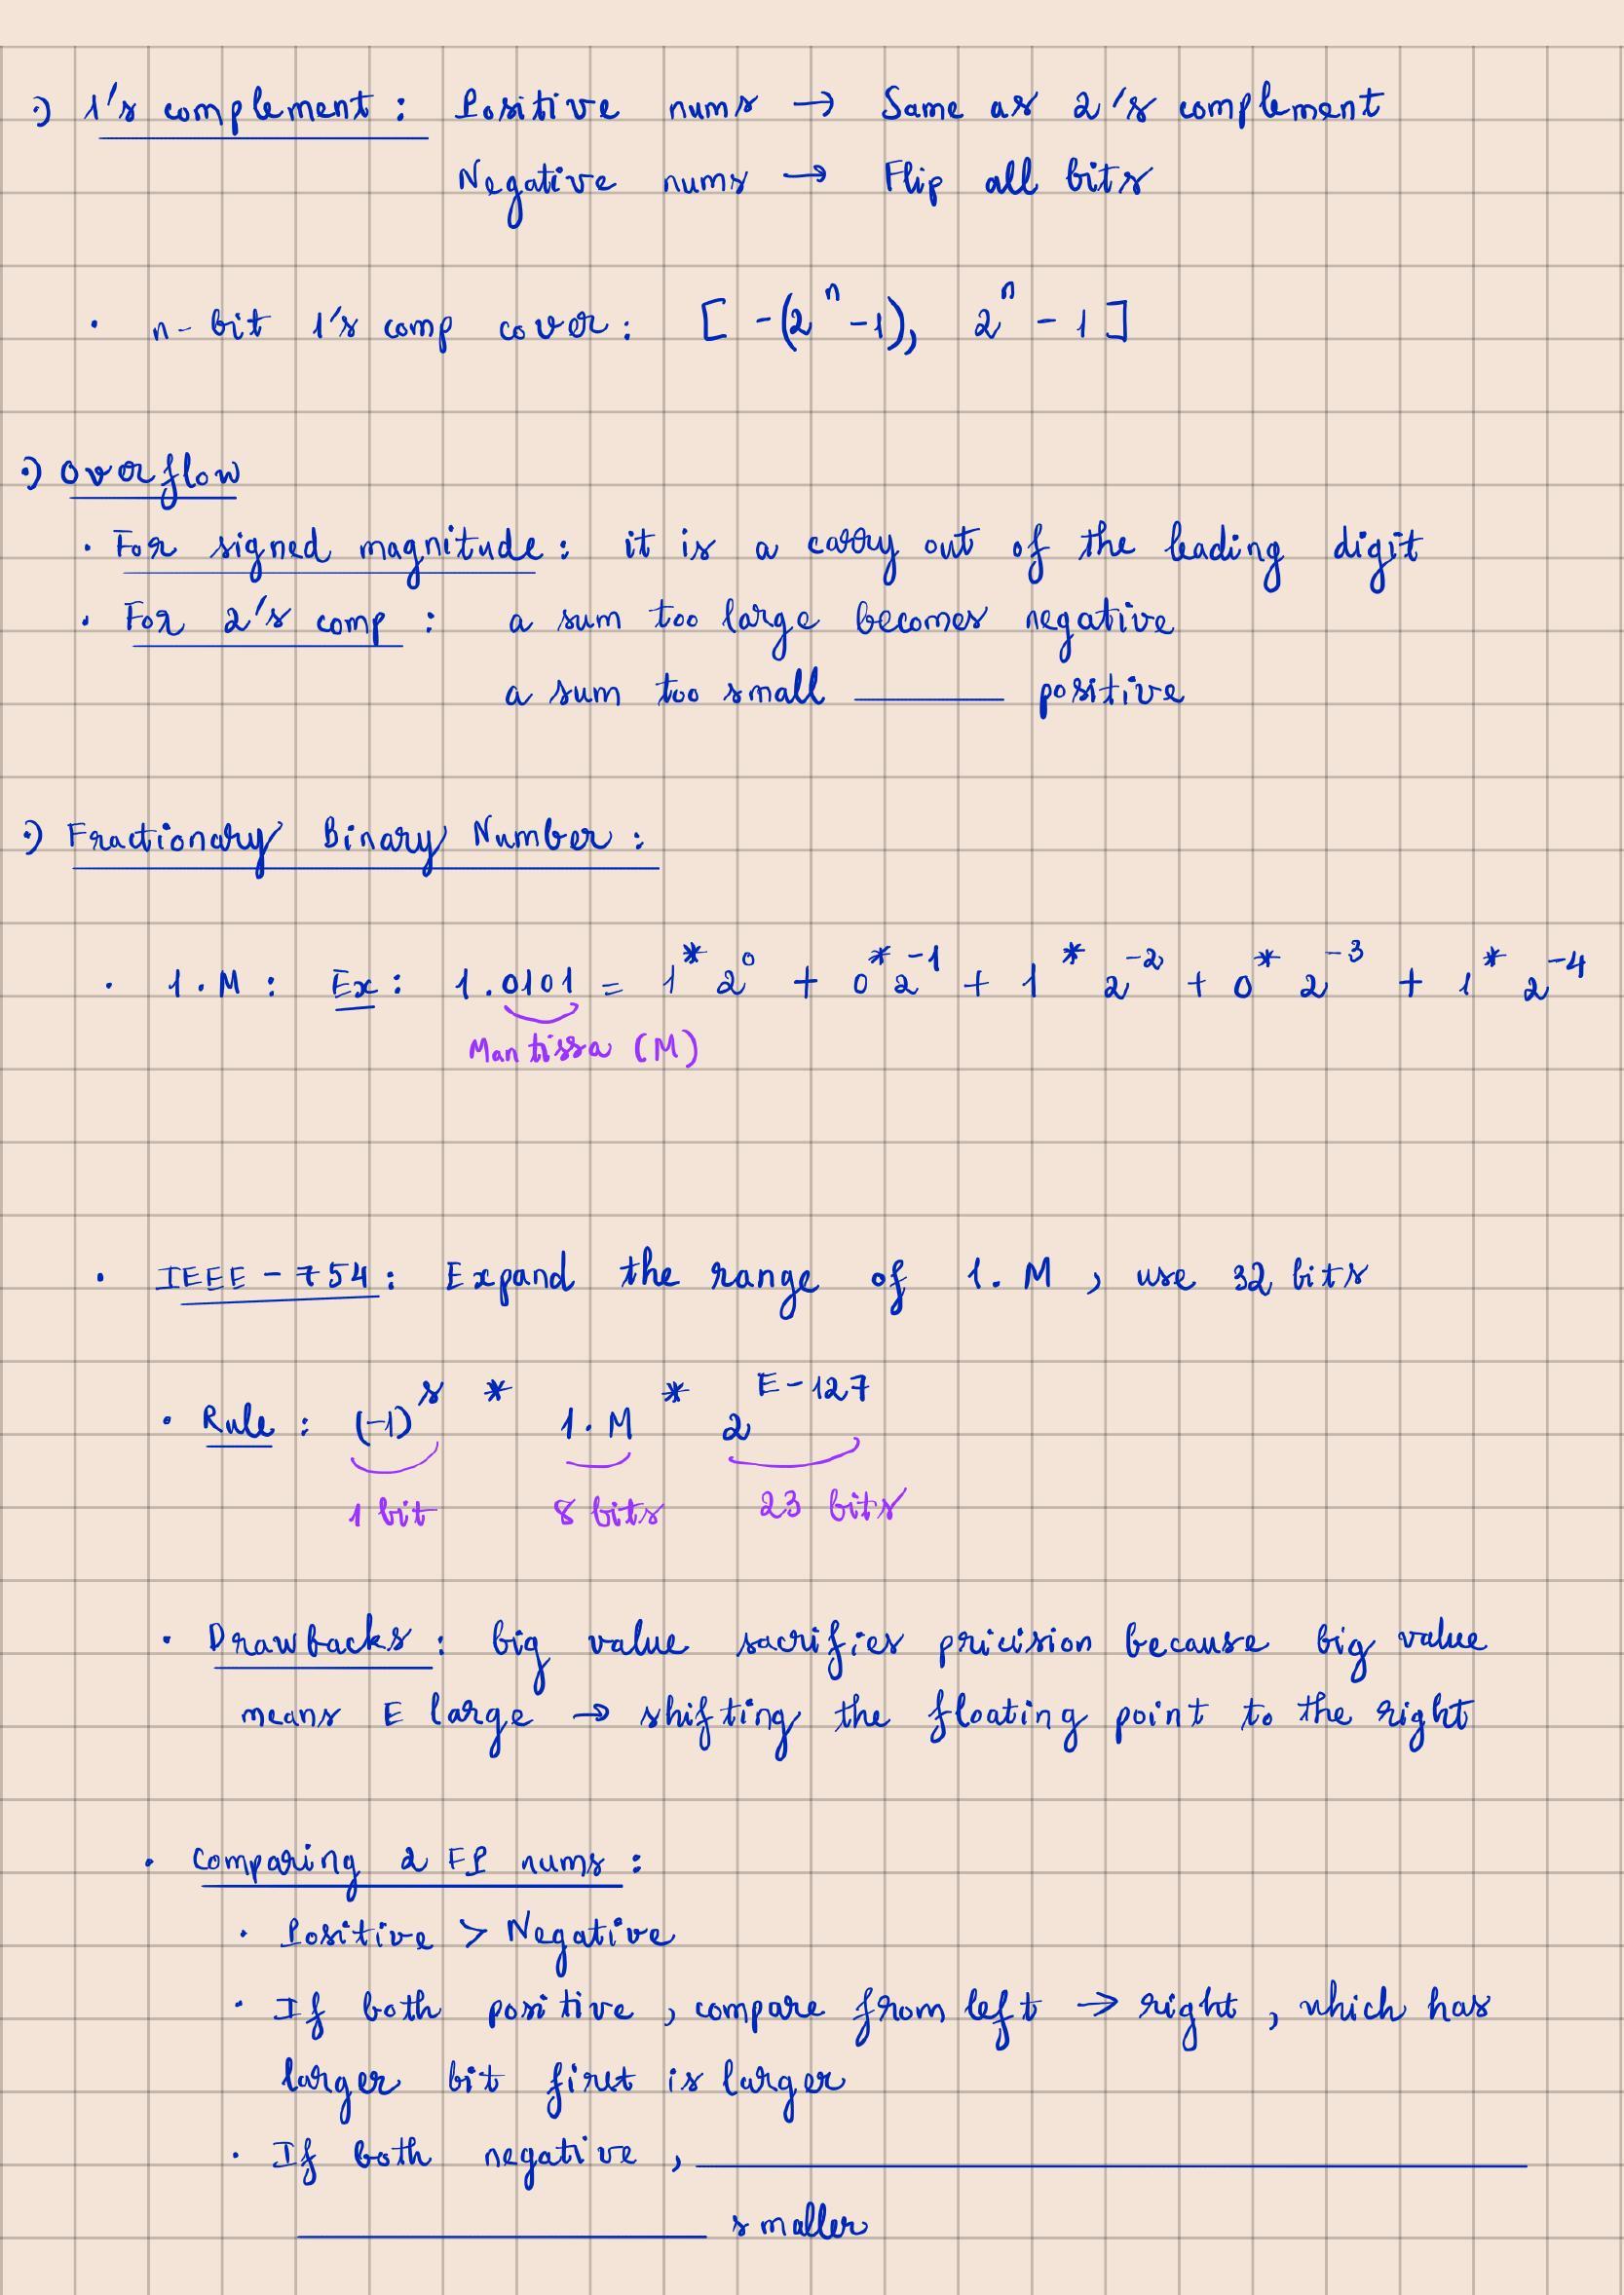 1's complement : Positive nums → Same as 2's complement
Negative nums → Flip all bits
· n-bit 1's comp cover : [ -(2^n -1), 2^n - 1 ]
Overflow
· For signed magnitude : it is a carry out of the leading digit
· For 2's comp : a sum too large becomes negative
a sum too small ——— positive
Fractionary Binary Number :
· 1.M : Ex : 1.0101 = 1 * 2^0 + 0 * 2^-1 + 1 * 2^-2 + 0 * 2^-3 + 1 * 2^-4
Mantissa (M)
· IEEE - 754 : Expand the range of 1.M , use 32 bits
· Rule : (-1)^s * 1.M * 2^E-127
1 bit 8 bits 23 bits
· Drawbacks : big value sacrifies pricision because big value
means E large → shifting the floating point to the right
· Comparing 2 FP nums :
· Positive > Negative
· If both positive , compare from left → right , which has
larger bit first is larger
· If both negative , ———
——— smaller